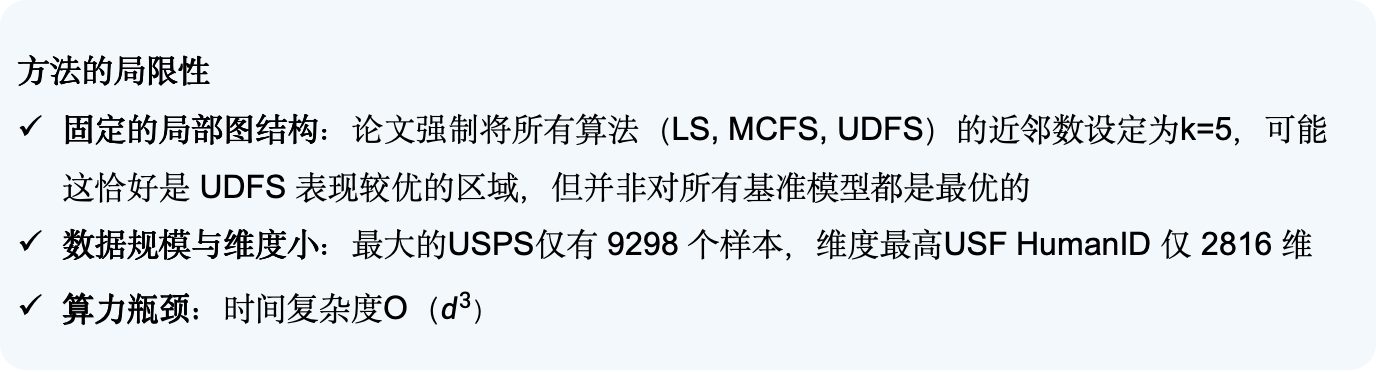 方法的局限性
✓ 固定的局部图结构：论文强制将所有算法（LS, MCFS, UDFS）的近邻数设定为k=5，可能
这恰好是 UDFS 表现较优的区域，但并非对所有基准模型都是最优的
✓ 数据规模与维度小：最大的USPS仅有 9298 个样本，维度最高USF HumanID 仅 2816 维
✓ 算力瓶颈：时间复杂度O（d³）